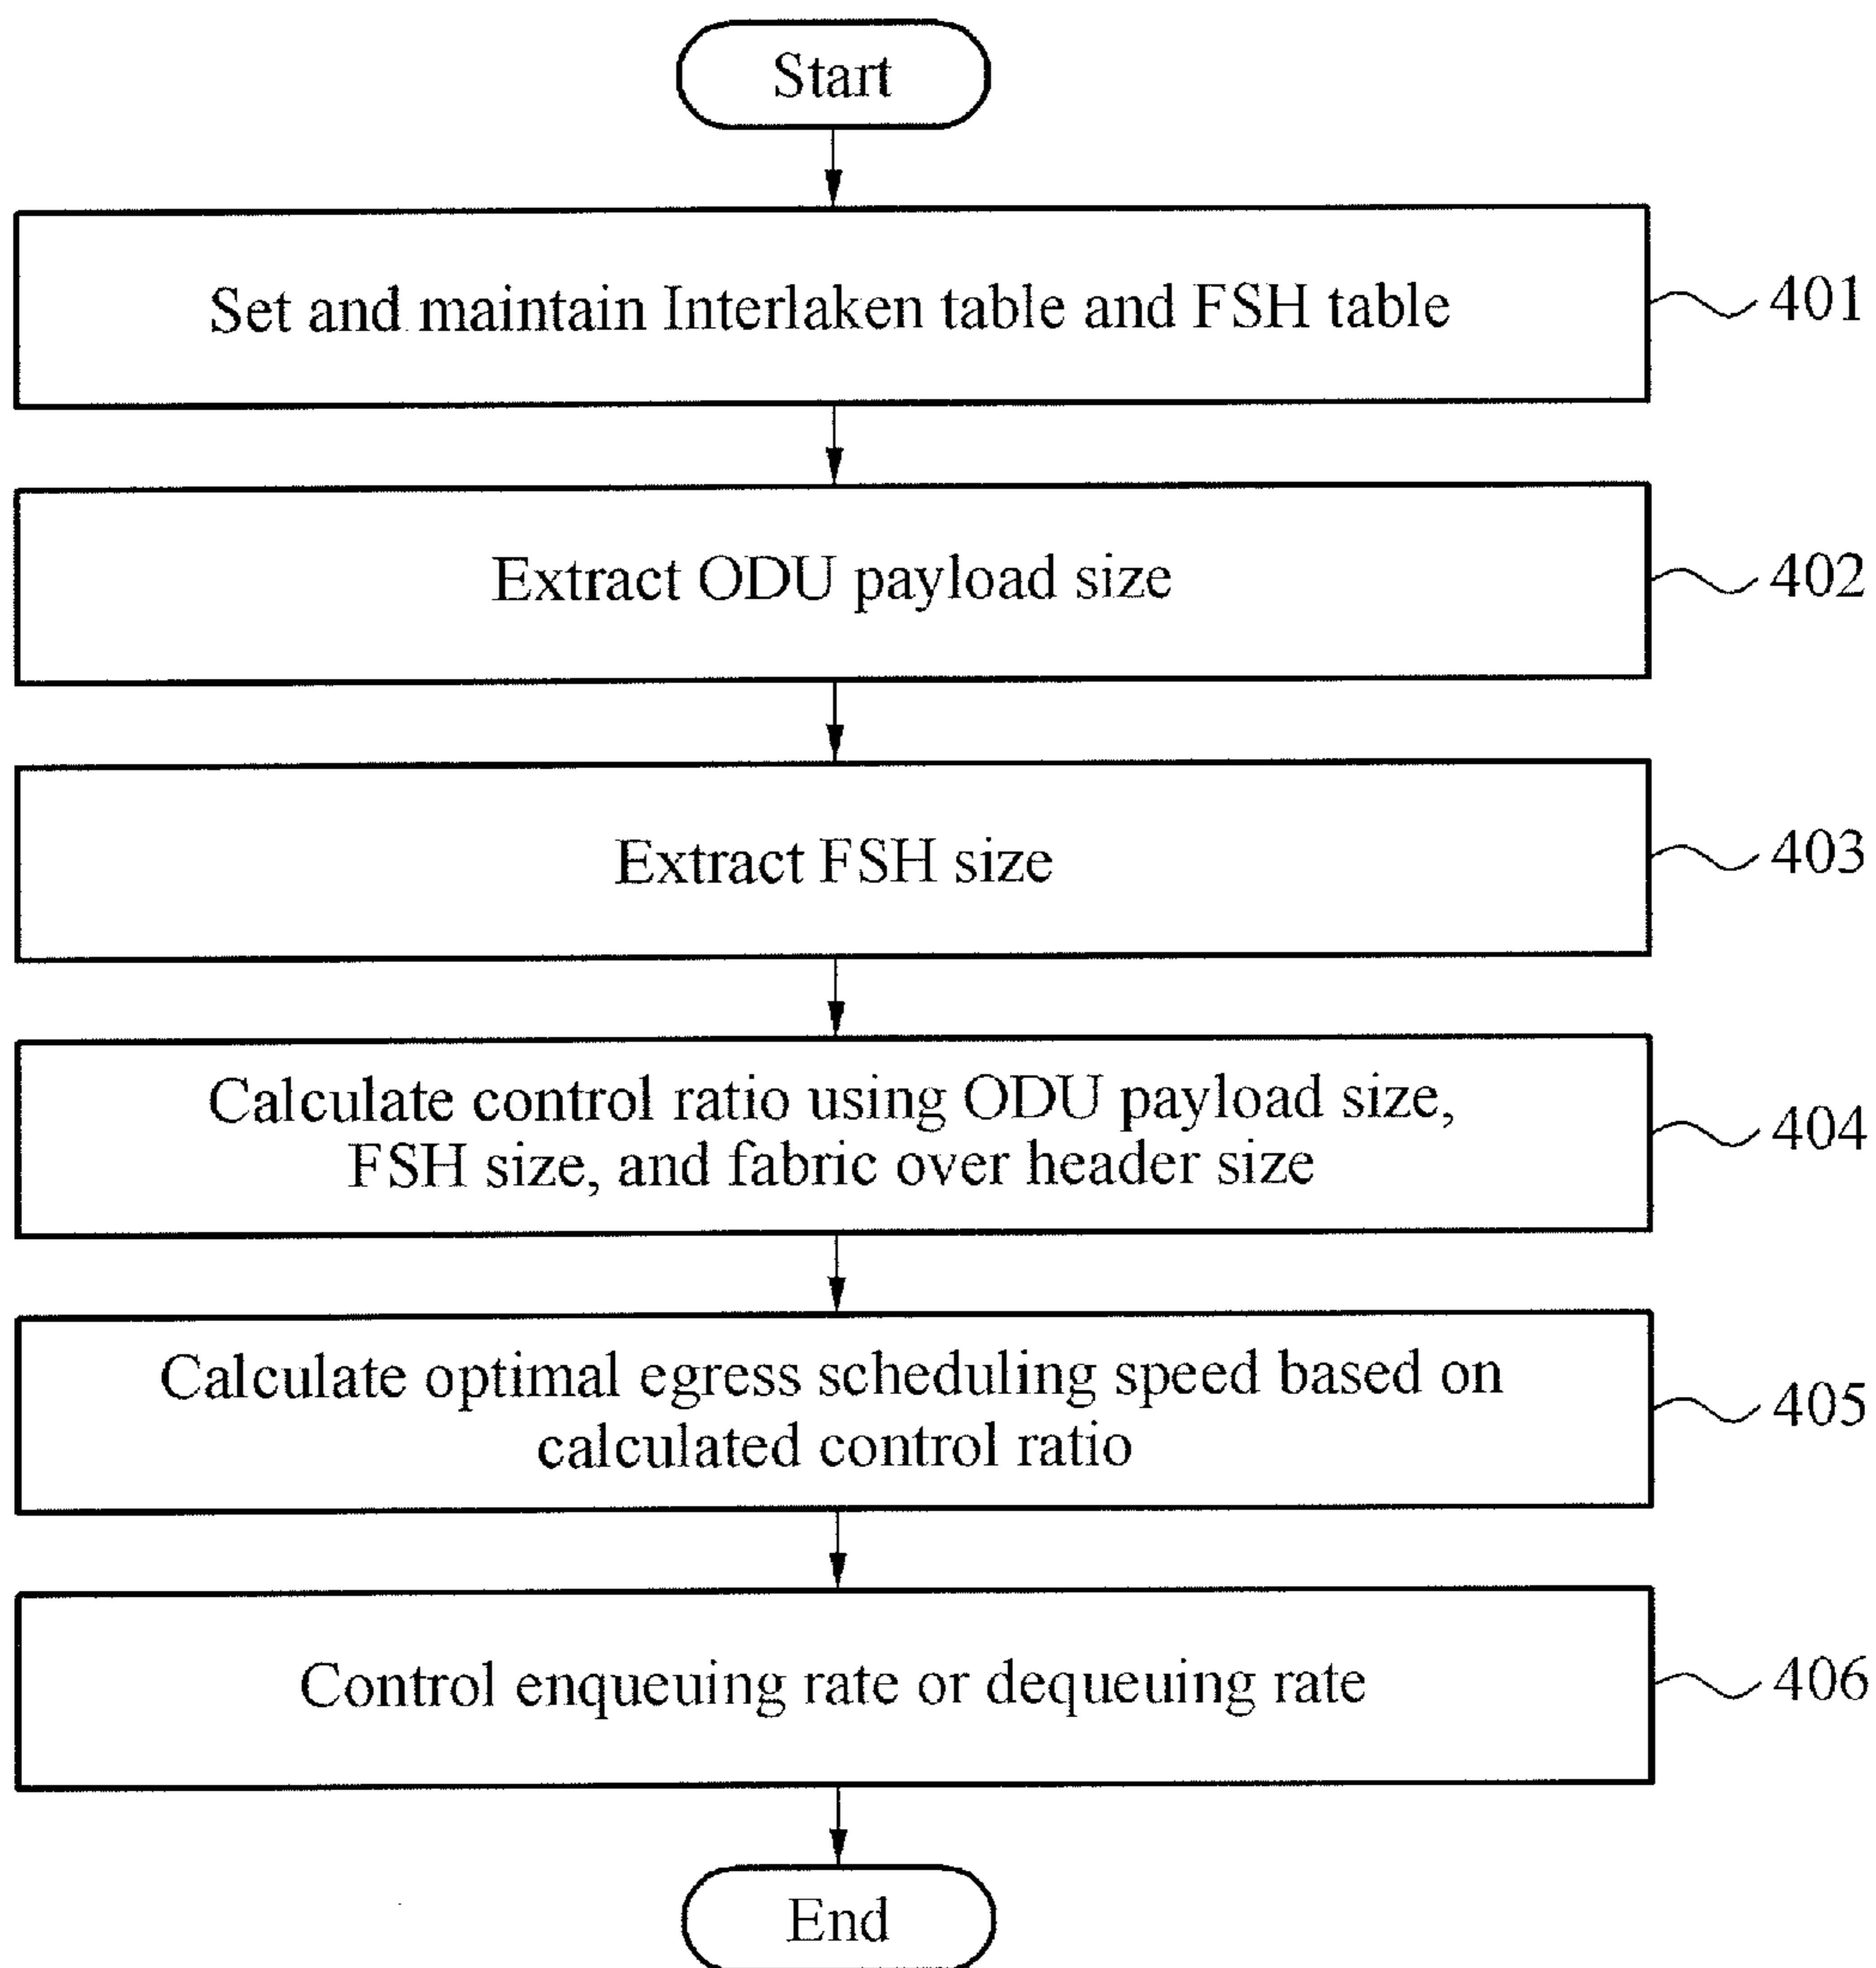 Start
Set and maintain Interlaken table and FSH table
401
Extract ODU payload size
402
Extract FSH size
403
Calculate control ratio using ODU payload size,
FSH size, and fabric over header size
404
Calculate optimal egress scheduling speed based on
calculated control ratio
405
Control enqueuing rate or dequeuing rate
406
End